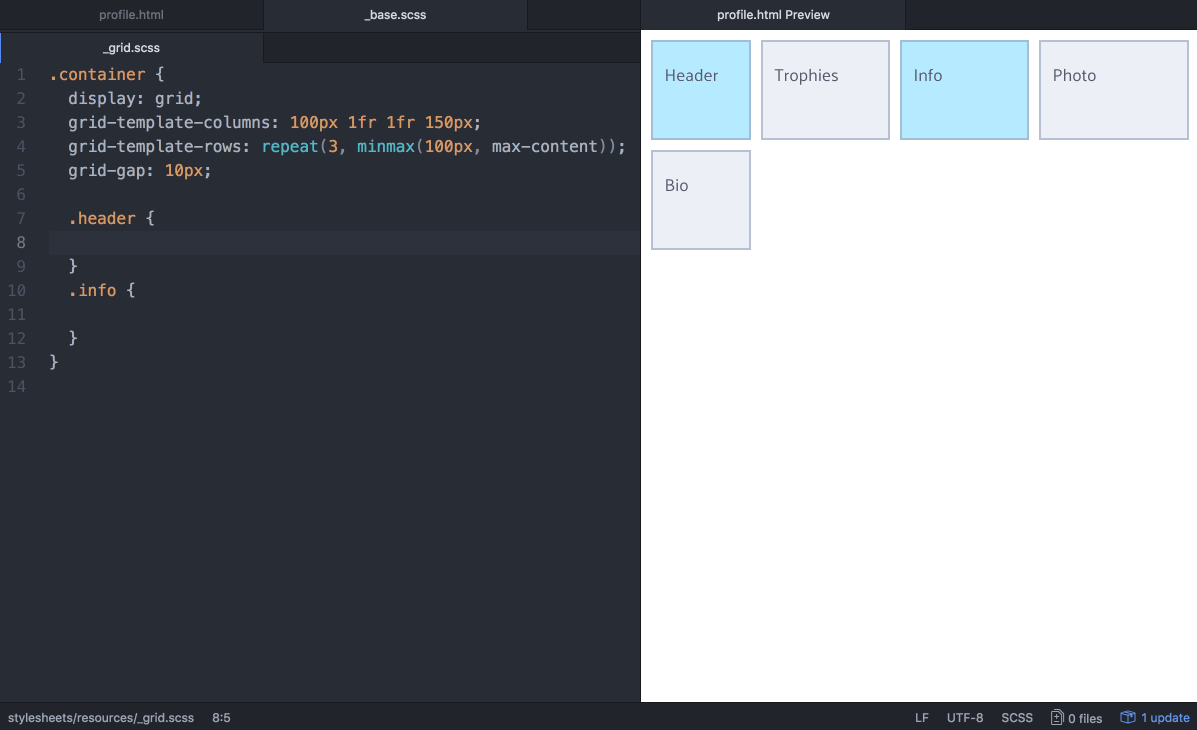 profile.html
_base.scss
profile.html Preview
_grid.scss
1 .container {
2   display: grid;
3   grid-template-columns: 100px 1fr 1fr 150px;
4   grid-template-rows: repeat(3, minmax(100px, max-content));
5   grid-gap: 10px;
6
7   .header {
8
9   }
10   .info {
11
12   }
13 }
14
Header
Trophies
Info
Photo
Bio
stylesheets/resources/_grid.scss 8:5
LF UTF-8 SCSS 0 files 1 update